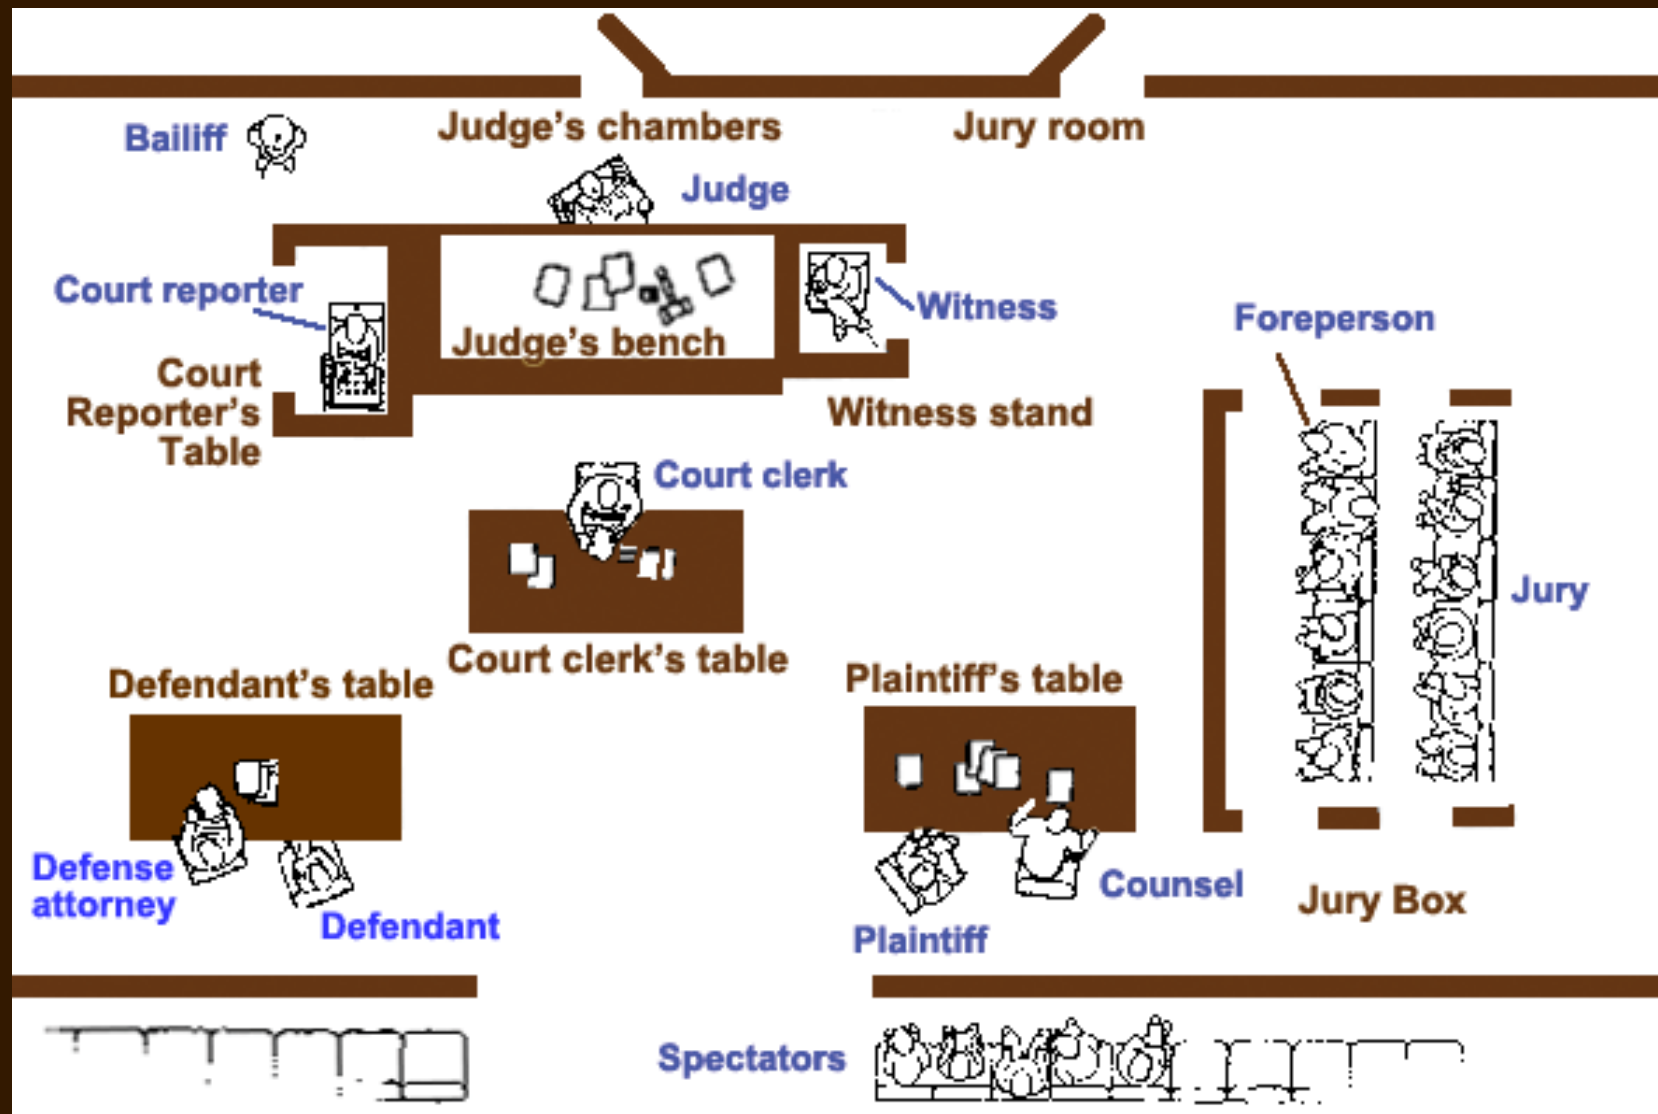 Judge's chambers
Jury room
Bailiff
Judge
Court reporter
Judge's bench
Witness
Foreperson
Court
Reporter's
Table
Witness stand
Court clerk
Jury
Court clerk's table
Defendant's table
Plaintiff's table
Defense
attorney
Defendant
Counsel
Plaintiff
Jury Box
Spectators